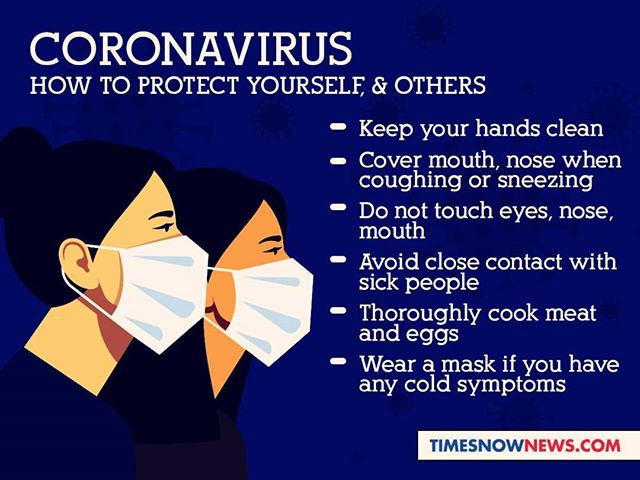 CORONAVIRUS
HOW TO PROTECT YOURSELF, & OTHERS
- Keep your hands clean
- Cover mouth, nose when
coughing or sneezing
- Do not touch eyes, nose,
mouth
- Avoid close contact with
sick people
- Thoroughly cook meat
and eggs
- Wear a mask if you have
any cold symptoms
TIMESNOWNEWS.COM